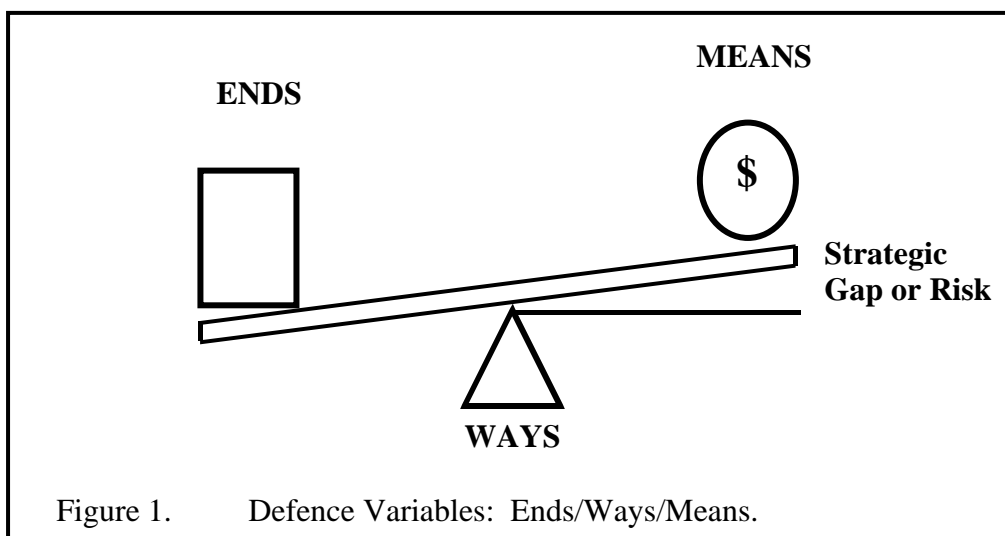 MEANS
ENDS
$
Strategic
Gap or Risk
WAYS
Figure 1. Defence Variables: Ends/Ways/Means.